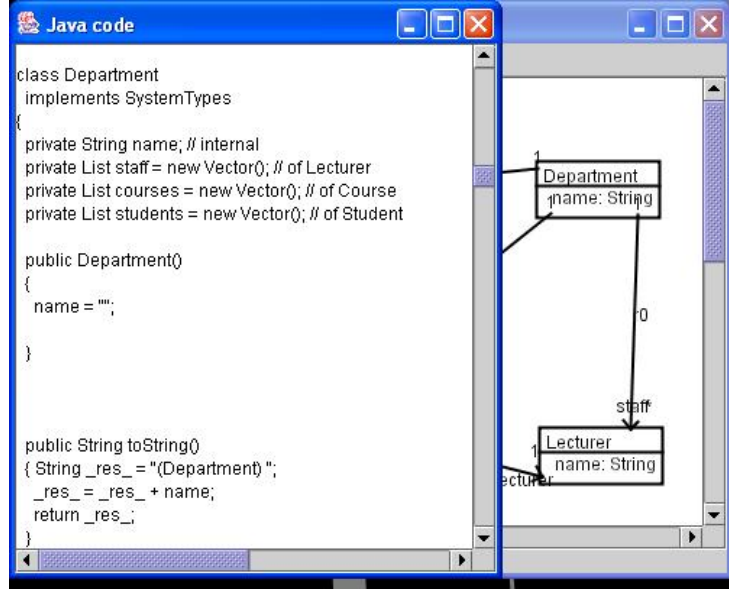 Java code
class Department
implements SystemTypes
{
private String name; // internal
private List staff = new Vector(); // of Lecturer
private List courses = new Vector(); // of Course
private List students = new Vector(); // of Student
public Department()
{
name = "";
}
public String toString()
{ String _res_ = "(Department) ";
_res_ = _res_ + name;
return _res_;
}
1
Department
name: String
1
1
r0
staff*
1
Lecturer
name: String
ecturer